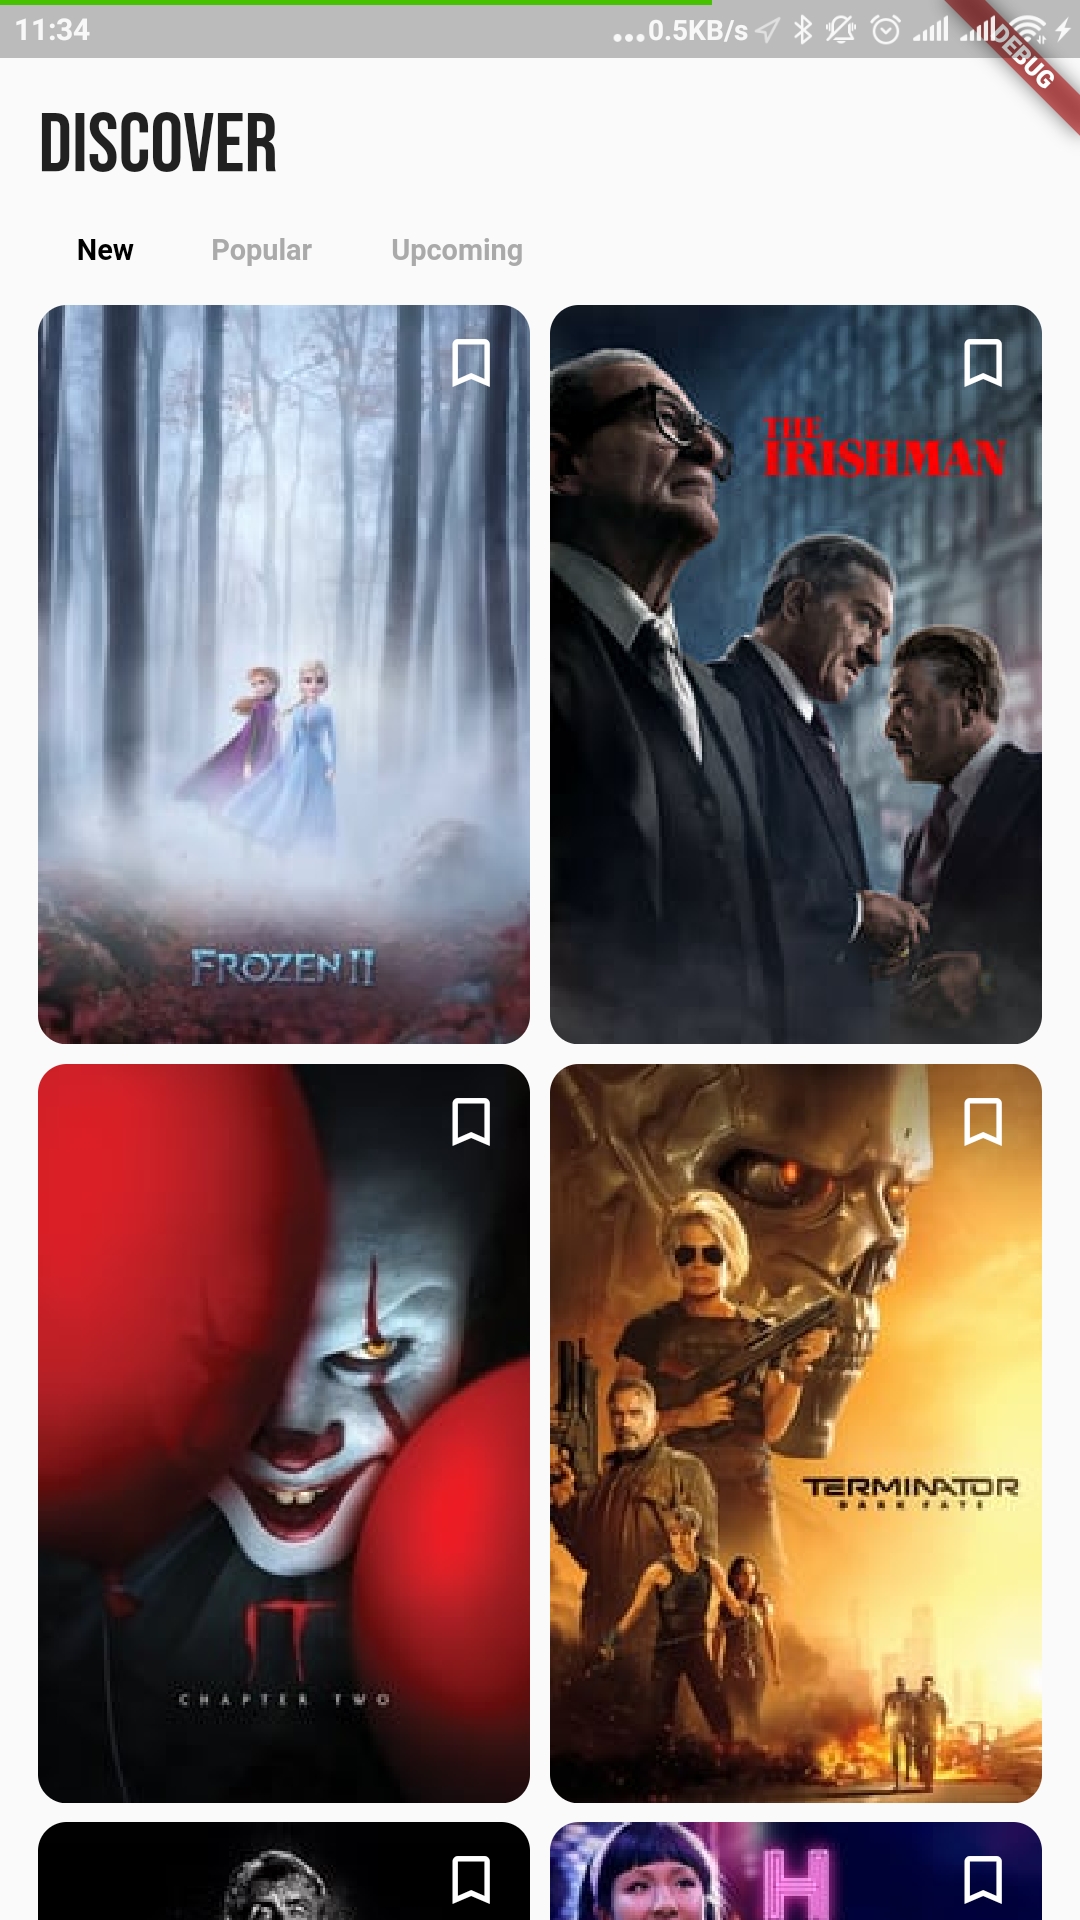 11:34
...0.5KB/s
DEBUG
DISCOVER
New Popular Upcoming
FROZEN II
THE
IRISHMAN
IT
CHAPTER TWO
TERMINATOR
DARK FATE
H